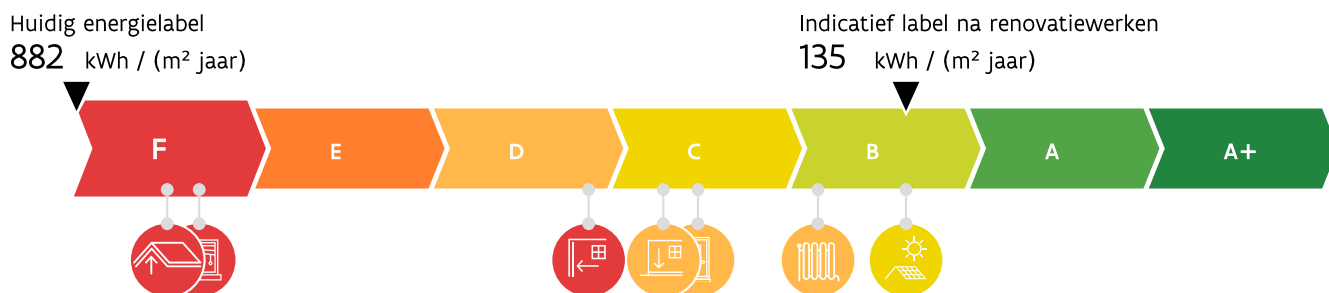 Huidig energielabel
882 kWh / (m² jaar)
Indicatief label na renovatiewerken
135 kWh / (m² jaar)
F E D C B A A+